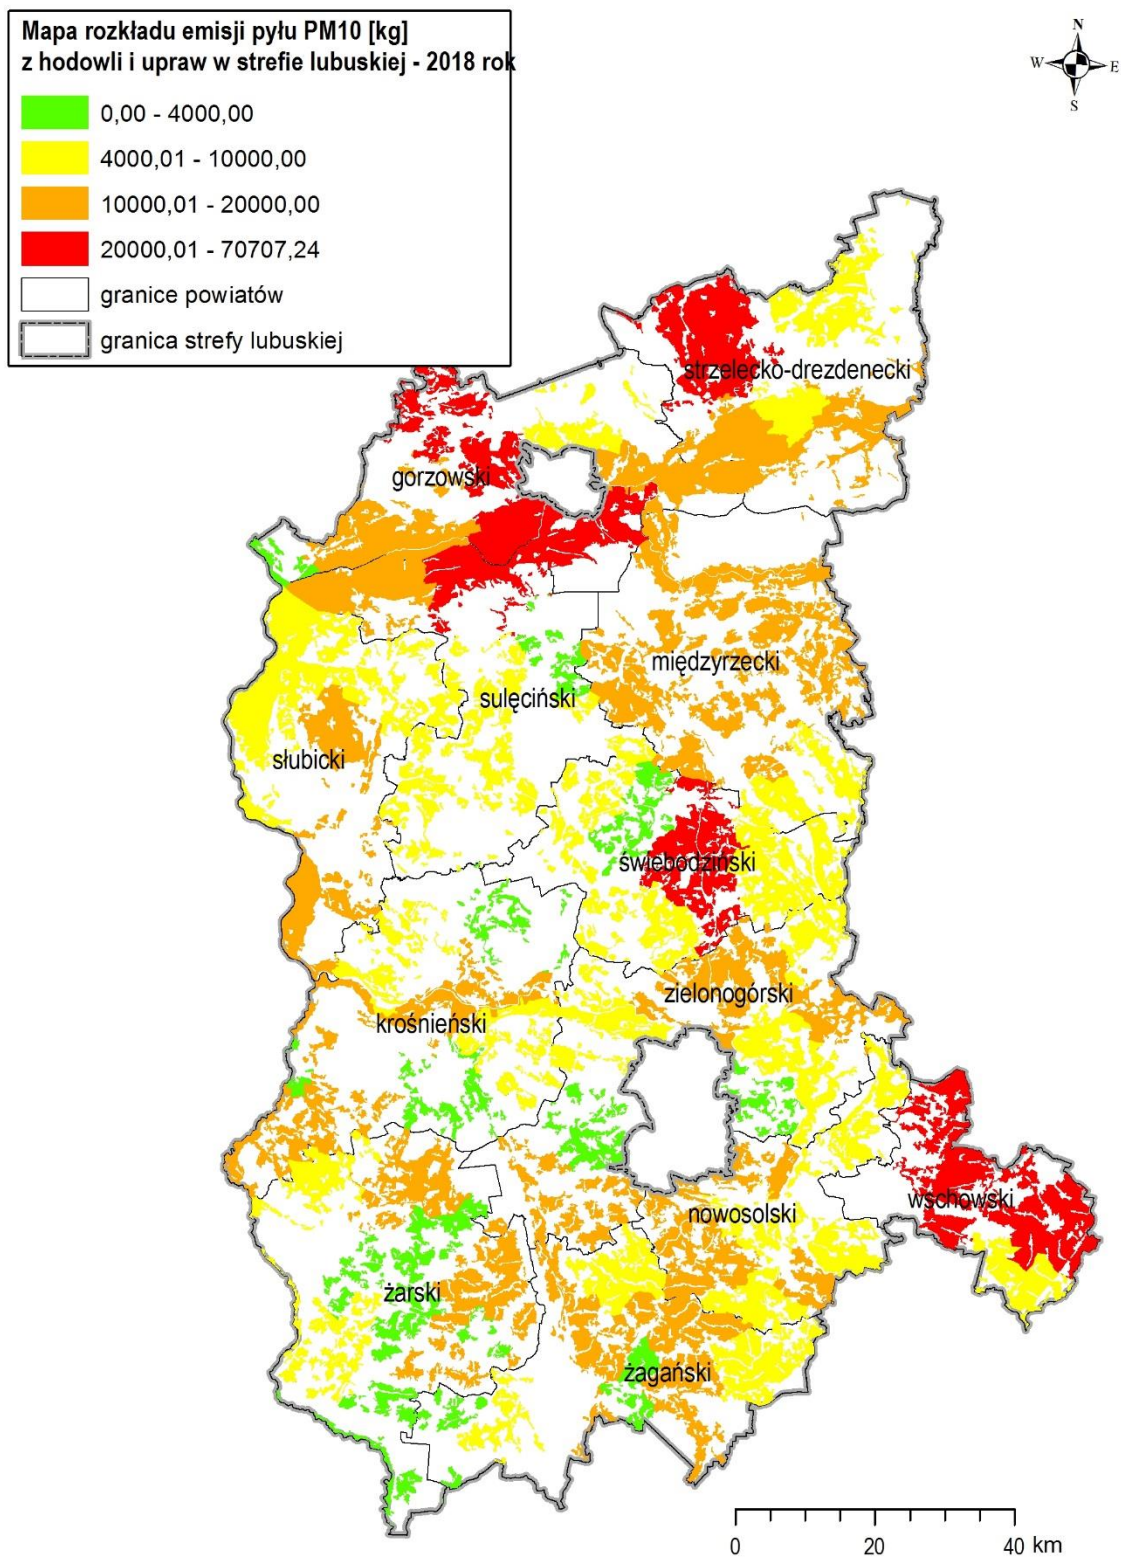 Mapa rozkładu emisji pyłu PM10 [kg]
z hodowli i upraw w strefie lubuskiej - 2018 rok
0,00 - 4000,00
4000,01 - 10000,00
10000,01 - 20000,00
20000,01 - 70707,24
granice powiatów
granica strefy lubuskiej
N
W E
S
strzelecko-drezdenecki
gorzowski
międzyrzecki
sulęciński
słubicki
świebodziński
zielonogórski
krośnieński
wschowski
nowosolski
żarski
żagański
0 20 40 km